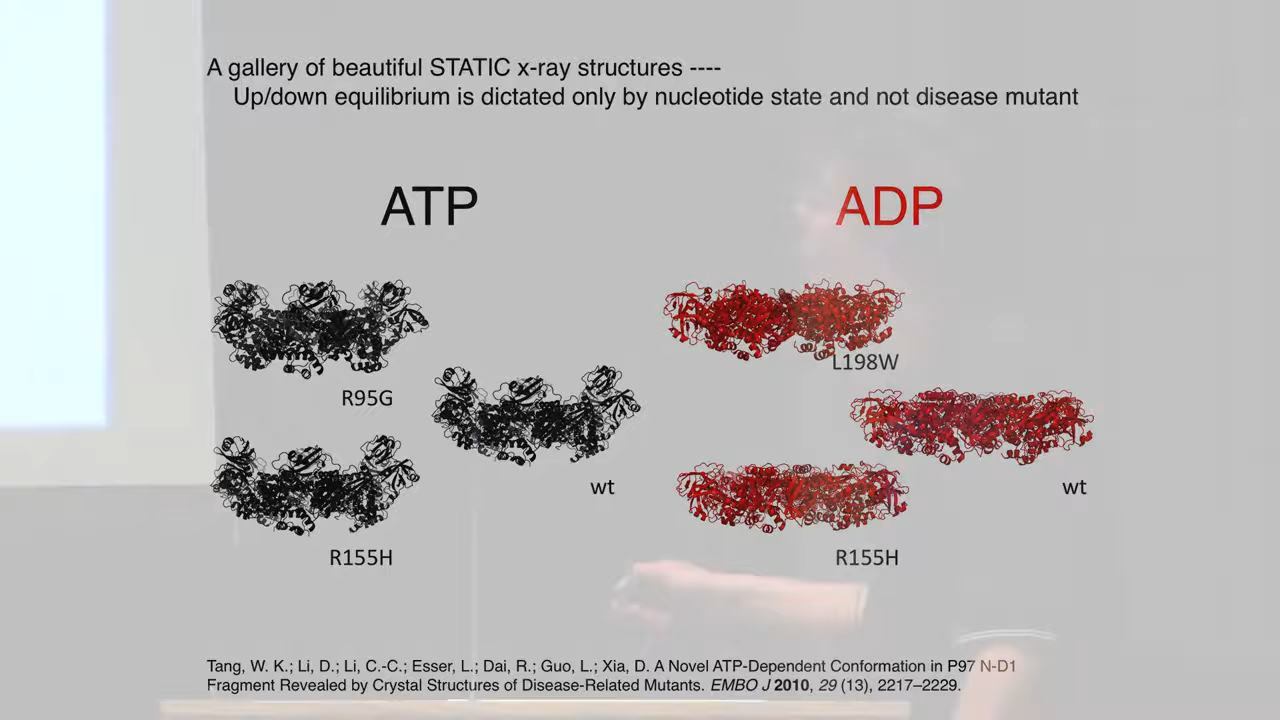 A gallery of beautiful STATIC x-ray structures ----
Up/down equilibrium is dictated only by nucleotide state and not disease mutant
ATP
ADP
L198W
R95G
wt
wt
R155H
R155H
Tang, W. K.; Li, D.; Li, C.-C.; Esser, L.; Dai, R.; Guo, L.; Xia, D. A Novel ATP-Dependent Conformation in P97 N-D1
Fragment Revealed by Crystal Structures of Disease-Related Mutants. EMBO J 2010, 29 (13), 2217–2229.